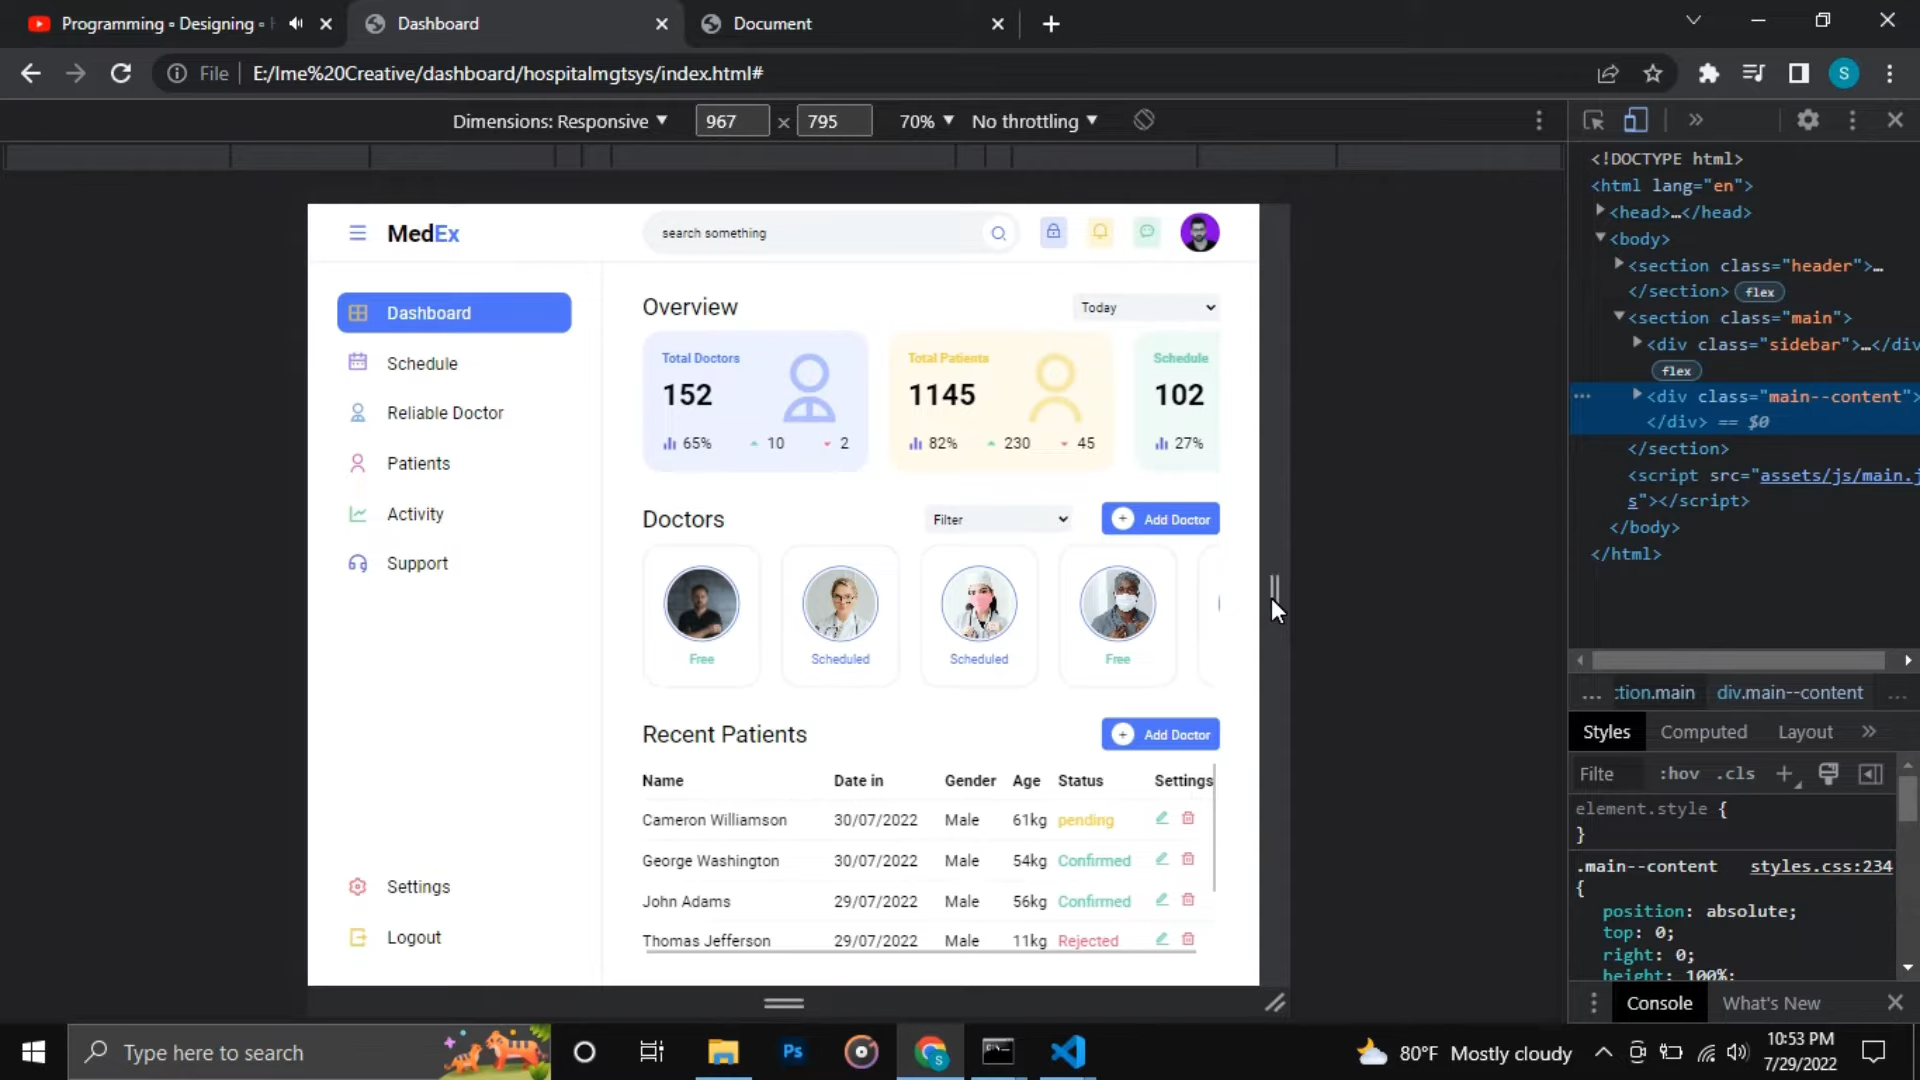 Programming ▫ Designing ▫
Dashboard
Document
File
E:/Ime%20Creative/dashboard/hospitalmgtsys/index.html#
S
Dimensions: Responsive ▼ 967 × 795 70% ▼ No throttling ▼
MedEx
search something
Dashboard
Schedule
Reliable Doctor
Patients
Activity
Support
Settings
Logout
Overview
Today
Total Doctors
152
65% 10 2
Total Patients
1145
82% 230 45
Schedule
102
27%
Doctors
Filter
+ Add Doctor
Free
Scheduled
Scheduled
Free
Recent Patients
+ Add Doctor
Name Date in Gender Age Status Settings
Cameron Williamson 30/07/2022 Male 61kg pending
George Washington 30/07/2022 Male 54kg Confirmed
John Adams 29/07/2022 Male 56kg Confirmed
Thomas Jefferson 29/07/2022 Male 11kg Rejected
<!DOCTYPE html>
<html lang="en">
<head>…</head>
<body>
<section class="header">…
</section> flex
<section class="main">
<div class="sidebar">…</div
flex
<div class="main--content">
</div> == $0
</section>
<script src="assets/js/main.j
s"></script>
</body>
</html>
… :tion.main div.main--content …
Styles Computed Layout
Filte :hov .cls
element.style {
}
.main--content styles.css:234
{
position: absolute;
top: 0;
right: 0;
height: 100%;
Console What's New
Type here to search
Ps
80°F Mostly cloudy
10:53 PM
7/29/2022